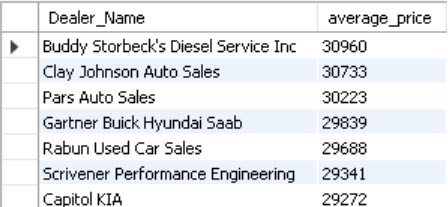 Dealer_Name average_price
Buddy Storbeck's Diesel Service Inc 30960
Clay Johnson Auto Sales 30733
Pars Auto Sales 30223
Gartner Buick Hyundai Saab 29839
Rabun Used Car Sales 29688
Scrivener Performance Engineering 29341
Capitol KIA 29272